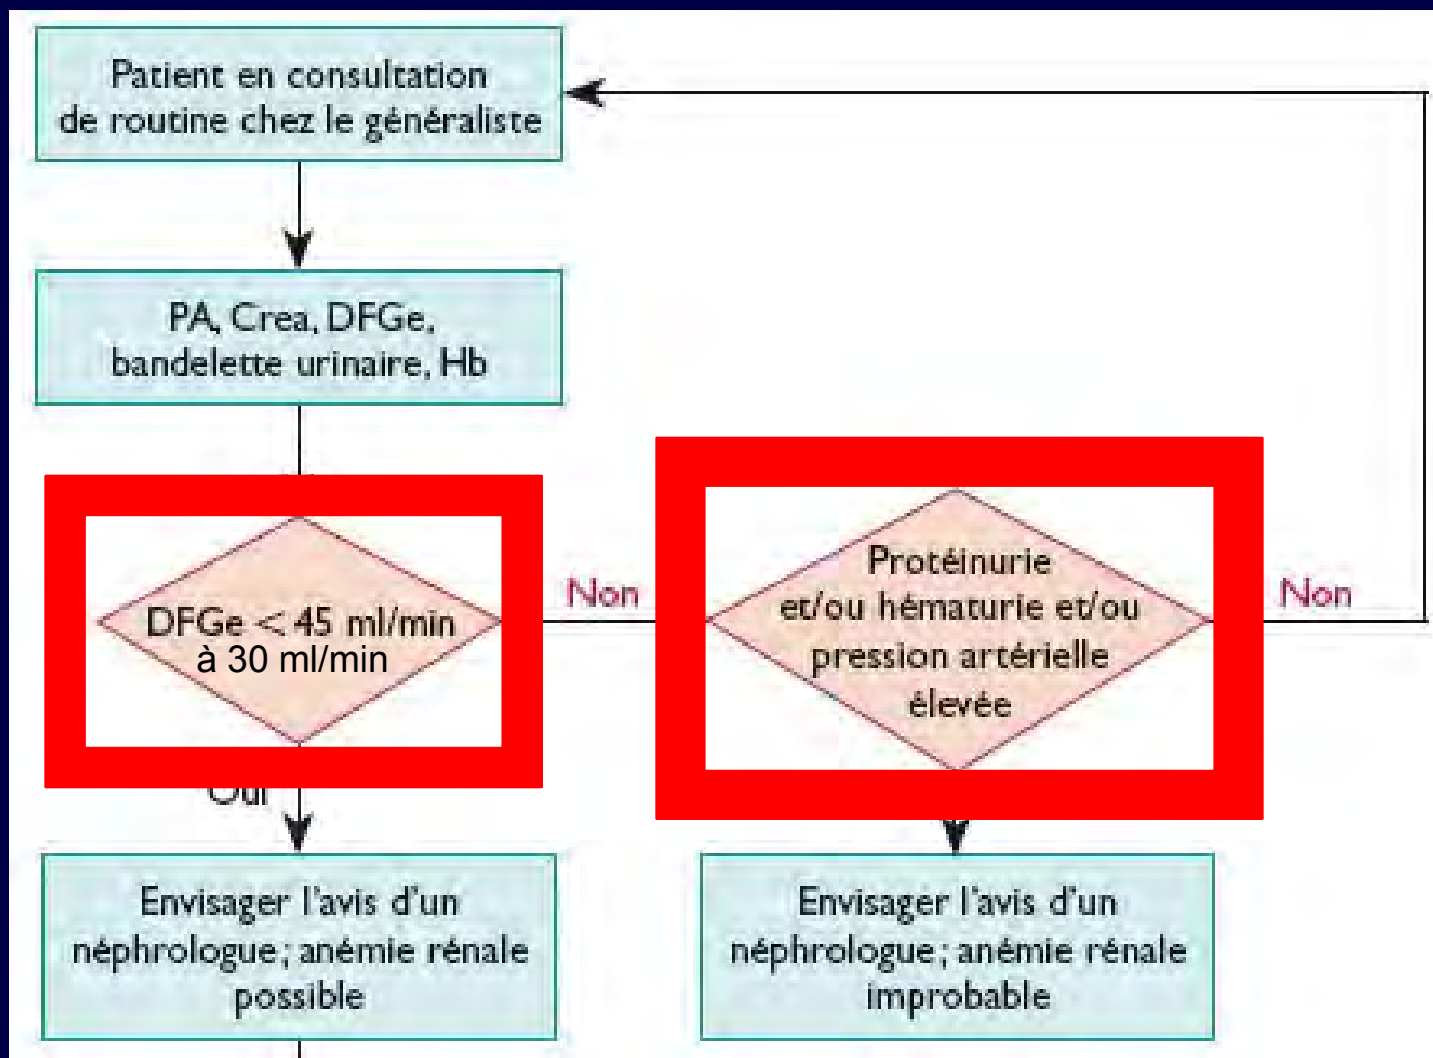 Patient en consultation
de routine chez le généraliste
PA, Crea, DFGe,
bandelette urinaire, Hb
DFGe < 45 ml/min
à 30 ml/min
Non
Protéinurie
et/ou hématurie et/ou
pression artérielle
élevée
Non
Oui
Envisager l'avis d'un
néphrologue; anémie rénale
possible
Envisager l'avis d'un
néphrologue; anémie rénale
improbable